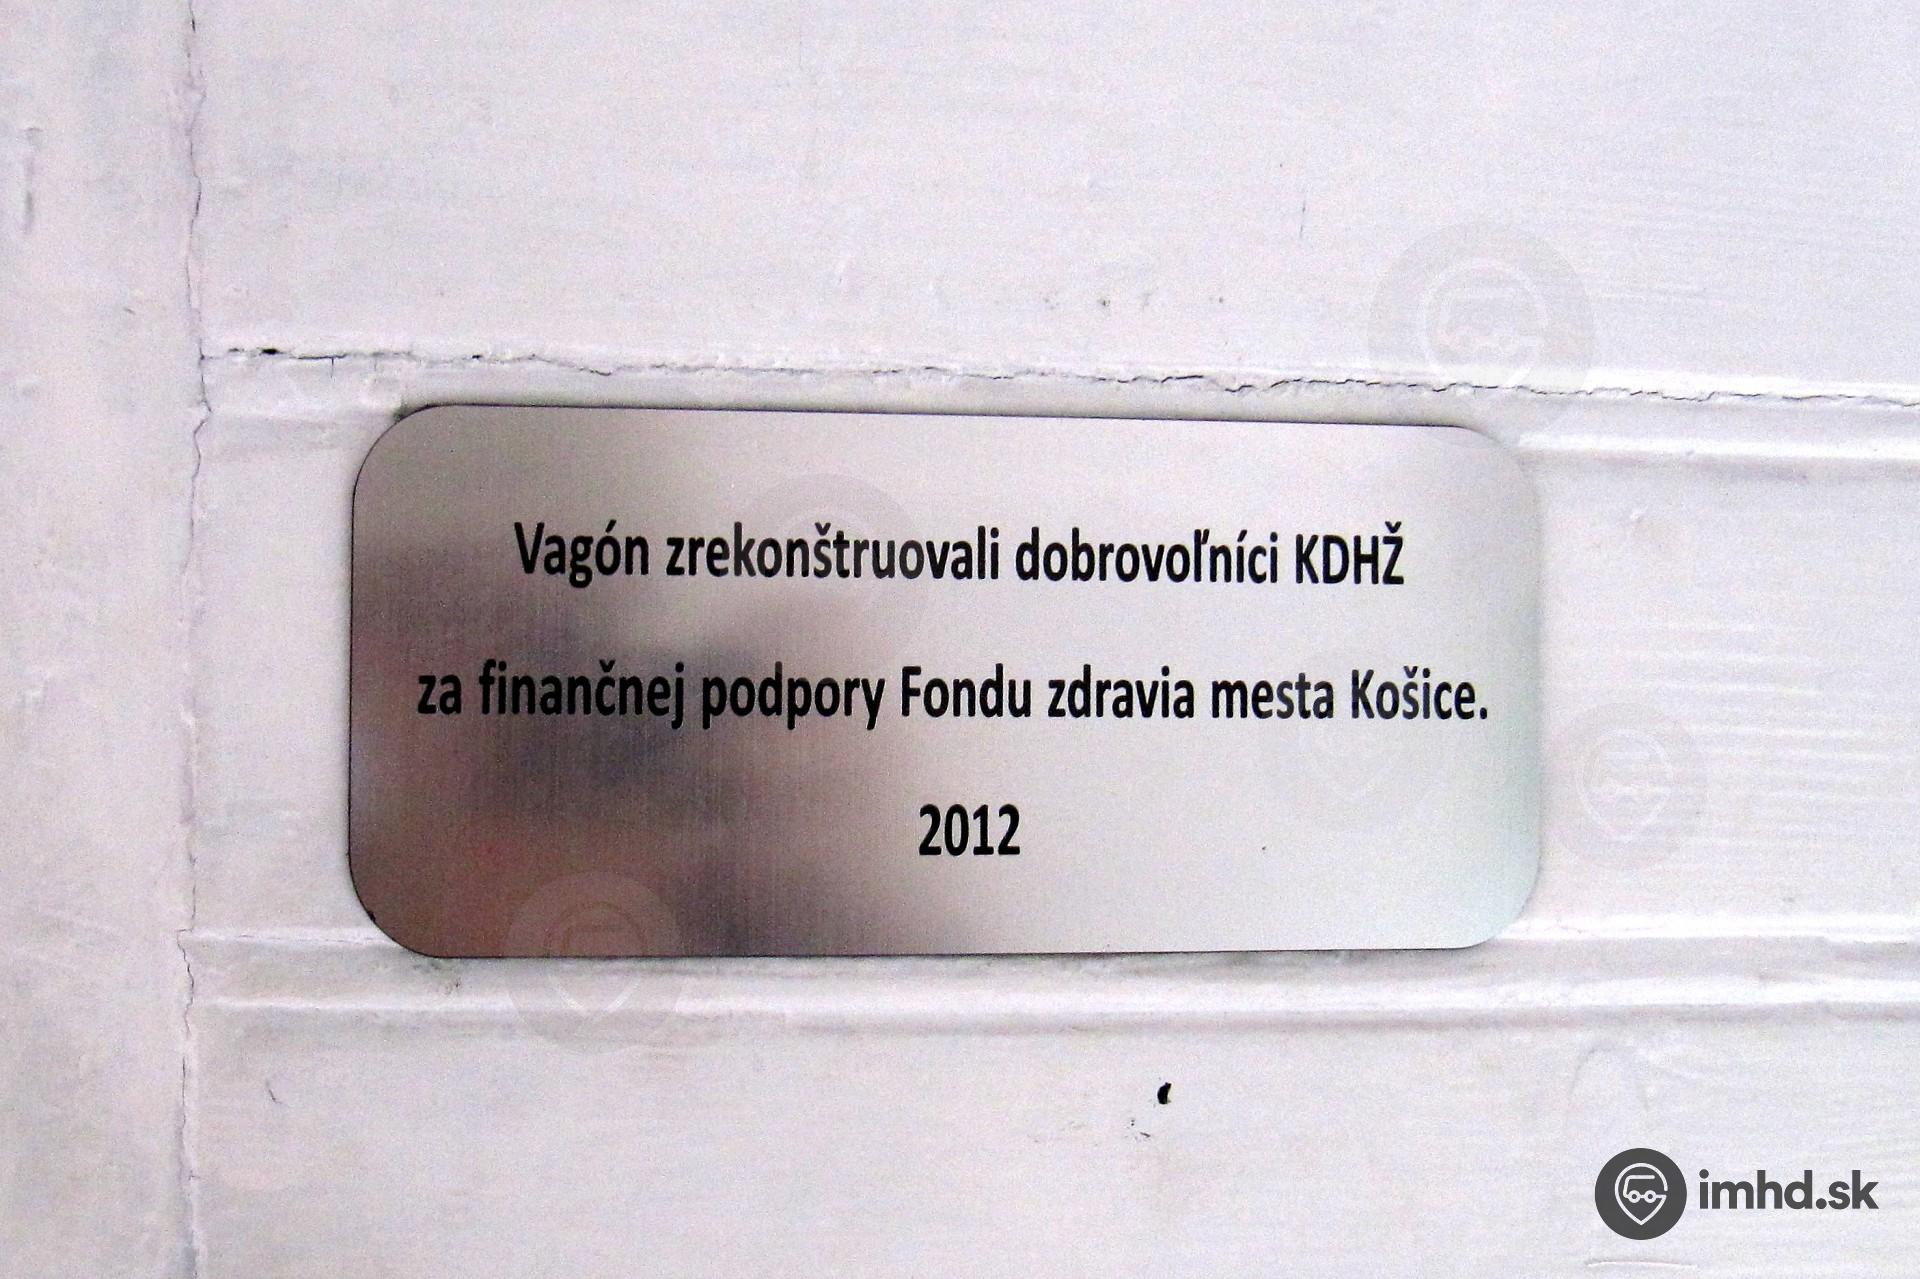 Vagón zrekonštruovali dobrovoľníci KDHŽ
za finančnej podpory Fondu zdravia mesta Košice.
2012
imhd.sk